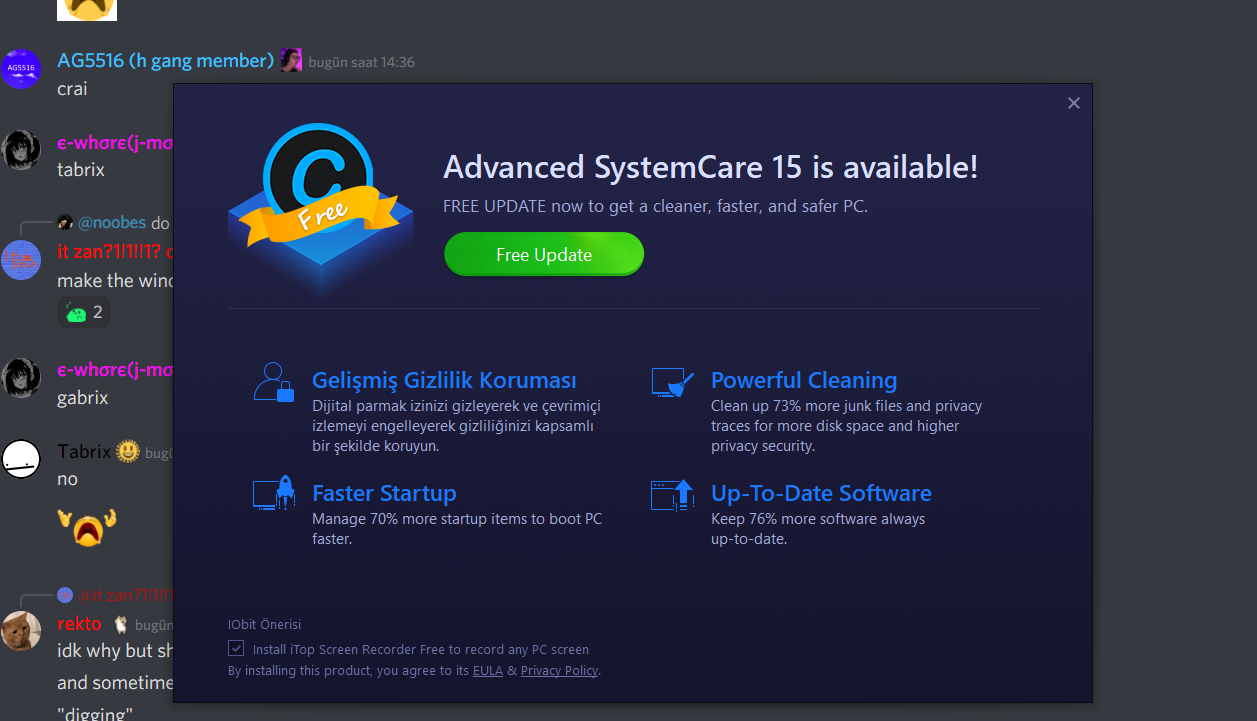 AG5516 (h gang member) bugün saat 14:36
AG5516
crai
є-whσrє(j-mσ
tabrix
@noobes do
it zan?1!1!!1?
make the wind
2
є-whσrє(j-mσ
gabrix
Tabrix bugü
no
@it zan?1!1!!1
rekto bugün
idk why but sh
and sometime
"digging"
C
Free
Advanced SystemCare 15 is available!
FREE UPDATE now to get a cleaner, faster, and safer PC.
Free Update
Gelişmiş Gizlilik Koruması
Dijital parmak izinizi gizleyerek ve çevrimiçi
izlemeyi engelleyerek gizliliğinizi kapsamlı
bir şekilde koruyun.
Powerful Cleaning
Clean up 73% more junk files and privacy
traces for more disk space and higher
privacy security.
Faster Startup
Manage 70% more startup items to boot PC
faster.
Up-To-Date Software
Keep 76% more software always
up-to-date.
IObit Önerisi
Install iTop Screen Recorder Free to record any PC screen
By installing this product, you agree to its EULA & Privacy Policy.